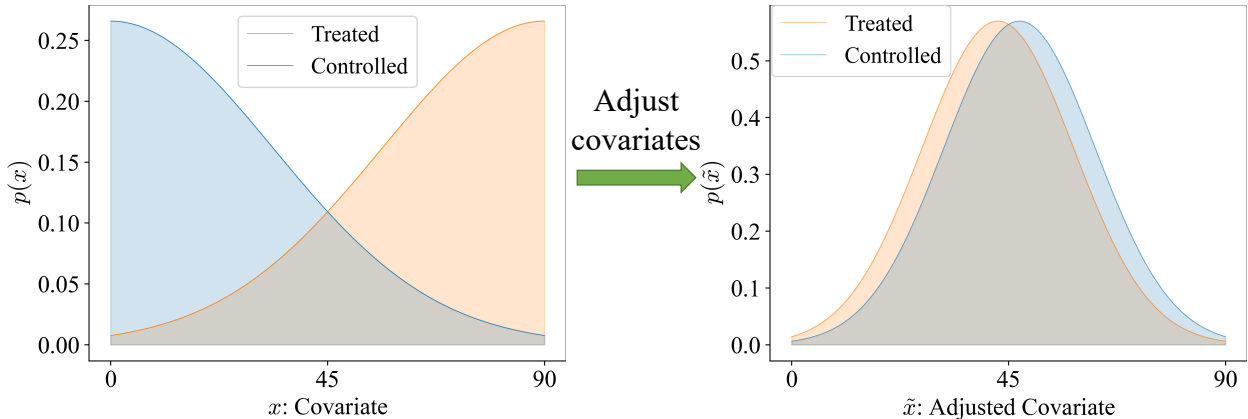 Treated
Controlled
0.25
0.20
0.15
0.10
0.05
0.00
p(x)
0
45
90
x: Covariate
Adjust
covariates
Treated
Controlled
0.5
0.4
0.3
0.2
0.1
0.0
p(x̃)
0
45
90
x̃: Adjusted Covariate